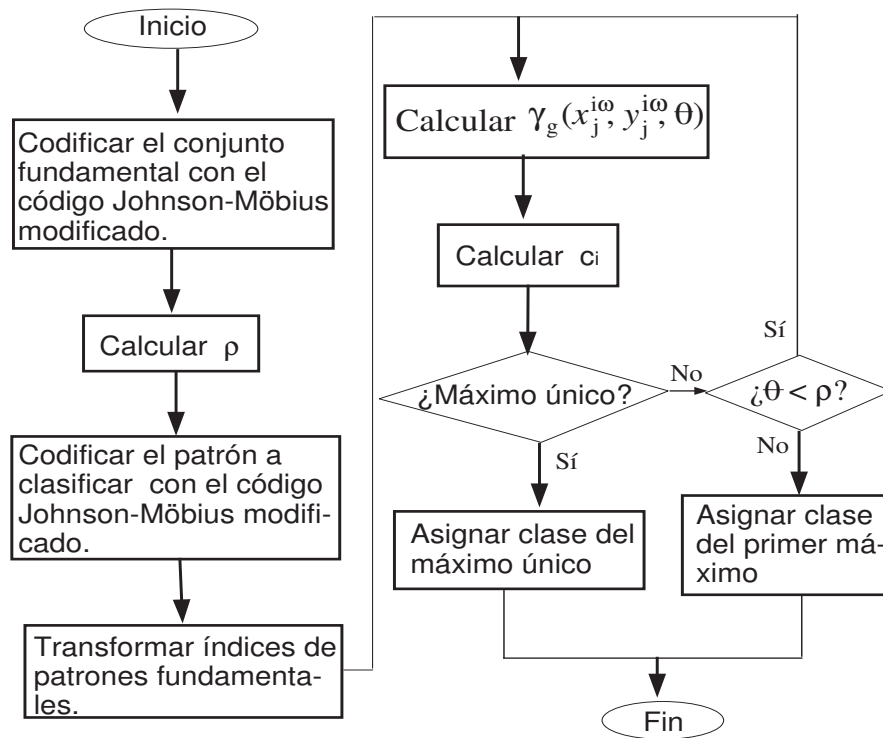 Inicio
Codificar el conjunto
fundamental con el
código Johnson-Möbius
modificado.
Calcular ρ
Codificar el patrón a
clasificar con el código
Johnson-Möbius modifi-
cado.
Transformar índices de
patrones fundamenta-
les.
Calcular γg(xjiω, yjiω, θ)
Calcular ci
¿Máximo único?
No
¿θ < ρ?
Sí
Sí
No
Asignar clase del
máximo único
Asignar clase
del primer má-
ximo
Fin